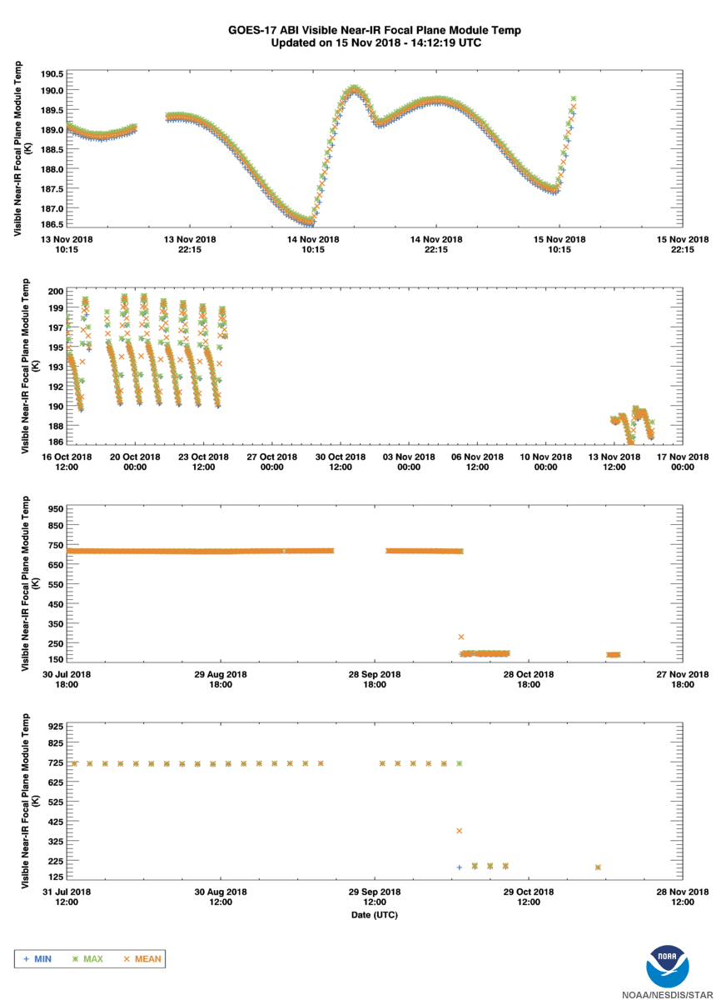 GOES-17 ABI Visible Near-IR Focal Plane Module Temp
Updated on 15 Nov 2018 - 14:12:19 UTC
Visible Near-IR Focal Plane Module Temp
(K)
190.5
190.0
189.5
189.0
188.5
188.0
187.5
187.0
186.5
13 Nov 2018 13 Nov 2018 14 Nov 2018 14 Nov 2018 15 Nov 2018 15 Nov 2018
10:15 22:15 10:15 22:15 10:15 22:15
Visible Near-IR Focal Plane Module Temp
(K)
200
199
197
195
193
192
190
188
186
16 Oct 2018 20 Oct 2018 23 Oct 2018 27 Oct 2018 30 Oct 2018 03 Nov 2018 06 Nov 2018 10 Nov 2018 13 Nov 2018 17 Nov 2018
12:00 00:00 12:00 00:00 12:00 00:00 12:00 00:00 12:00 00:00
Visible Near-IR Focal Plane Module Temp
(K)
950
850
750
650
550
450
350
250
150
30 Jul 2018 29 Aug 2018 28 Sep 2018 28 Oct 2018 27 Nov 2018
18:00 18:00 18:00 18:00 18:00
Visible Near-IR Focal Plane Module Temp
(K)
925
825
725
625
525
425
325
225
125
31 Jul 2018 30 Aug 2018 29 Sep 2018 29 Oct 2018 28 Nov 2018
12:00 12:00 12:00 12:00 12:00
Date (UTC)
MIN MAX MEAN
NOAA
NOAA/NESDIS/STAR